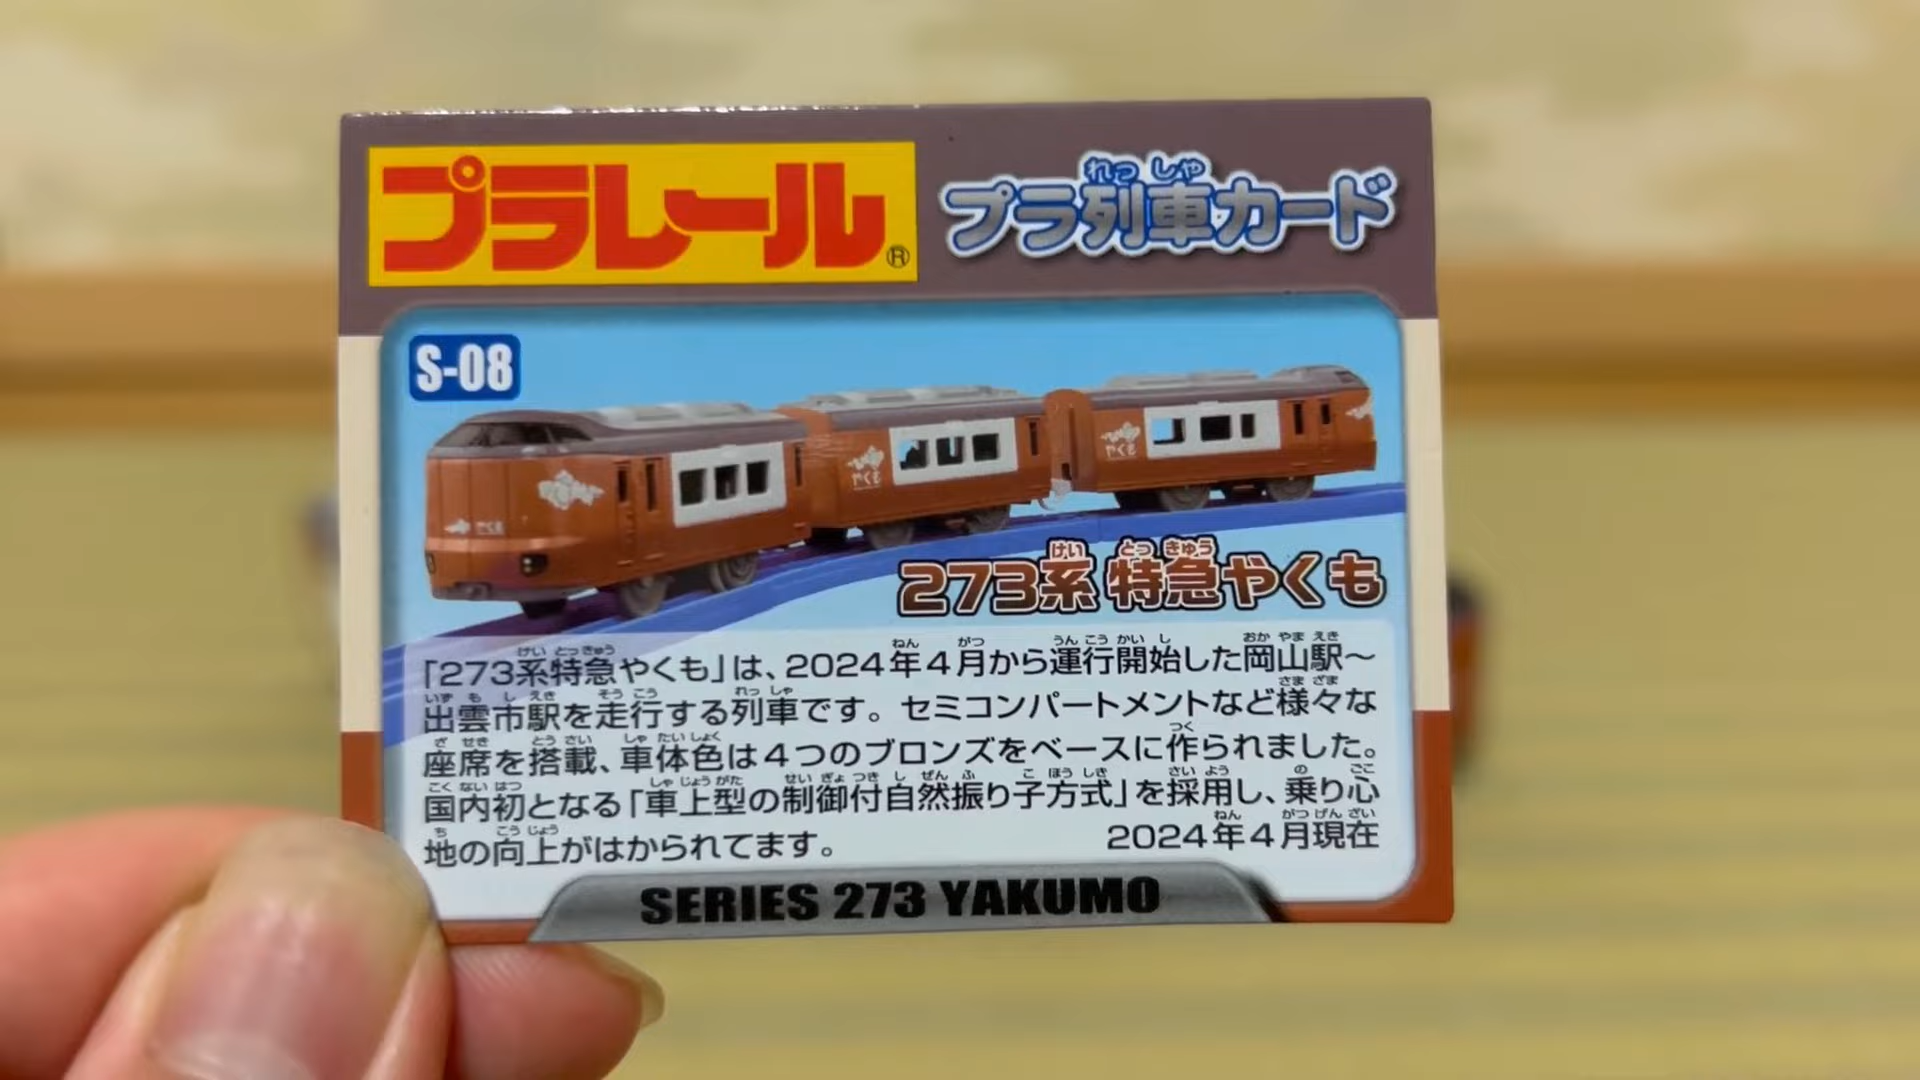 プラレール®
プラ列車カード
S-08
273系 特急やくも
「273系特急やくも」は、2024年4月から運行開始した岡山駅～
出雲市駅を走行する列車です。セミコンパートメントなど様々な
座席を搭載、車体色は4つのブロンズをベースに作られました。
国内初となる「車上型の制御付自然振り子方式」を採用し、乗り心
地の向上がはかられてます。 2024年4月現在
SERIES 273 YAKUMO